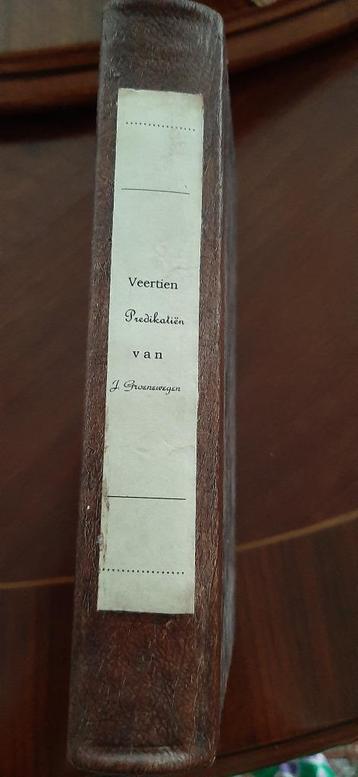 Veertien
Predikatiën
van
J. Groenewegen